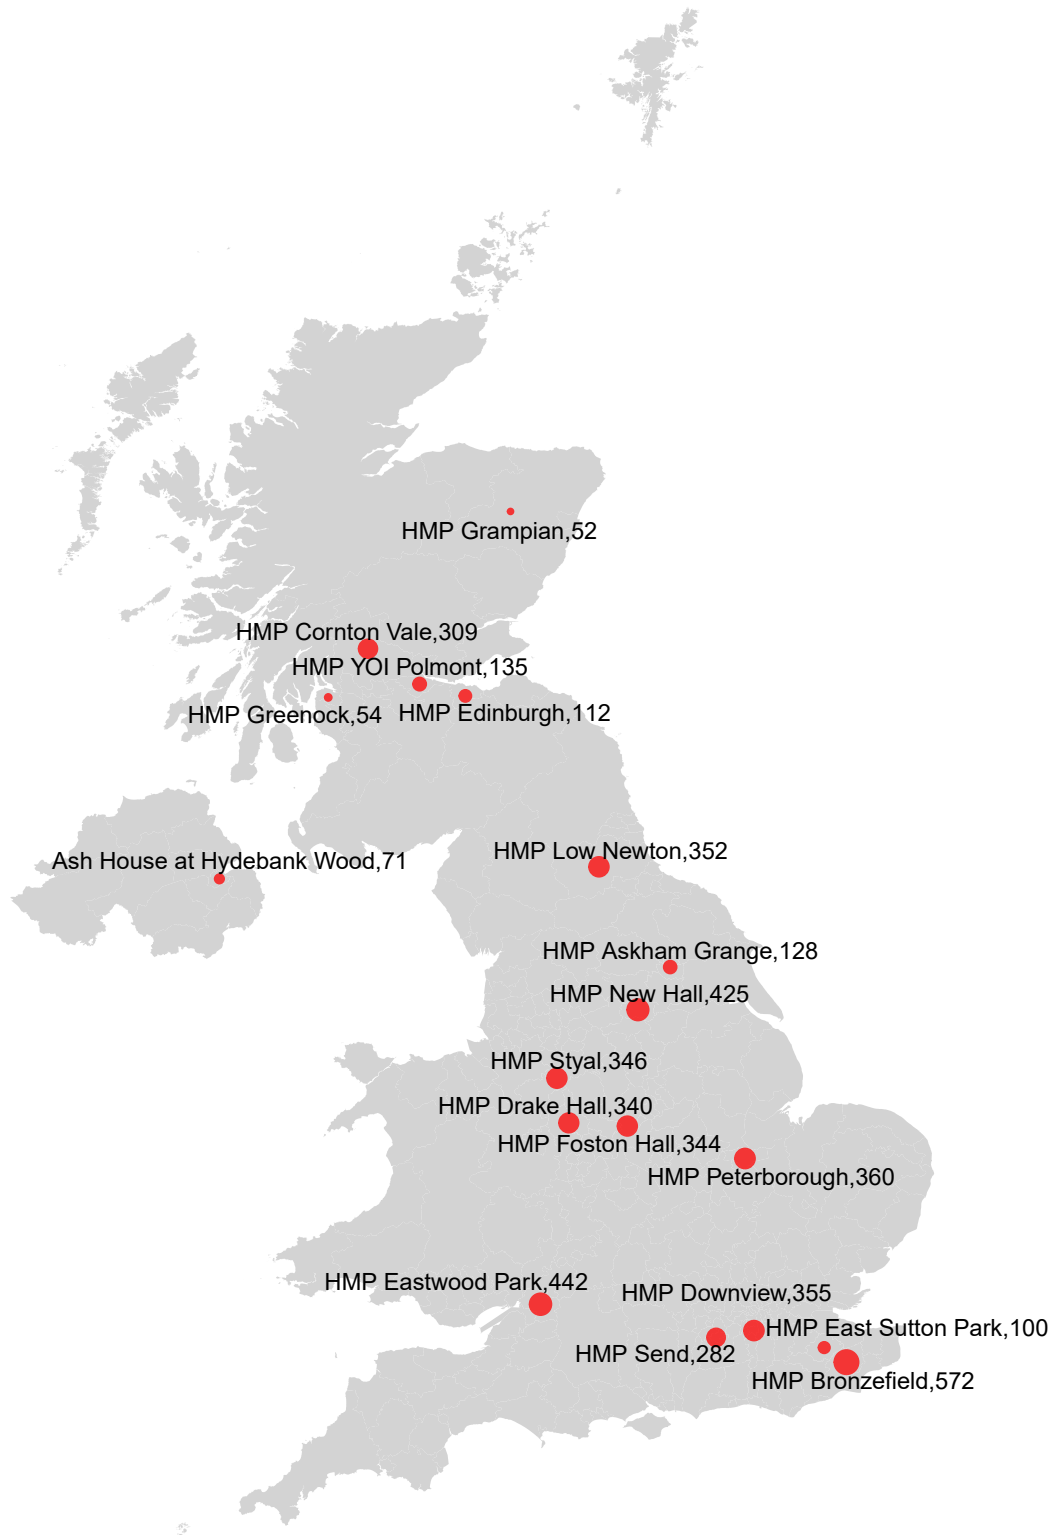 HMP Grampian,52
HMP Cornton Vale,309
HMP YOI Polmont,135
HMP Greenock,54
HMP Edinburgh,112
HMP Low Newton,352
Ash House at Hydebank Wood,71
HMP Askham Grange,128
HMP New Hall,425
HMP Styal,346
HMP Drake Hall,340
HMP Foston Hall,344
HMP Peterborough,360
HMP Eastwood Park,442
HMP Downview,355
HMP East Sutton Park,100
HMP Send,282
HMP Bronzefield,572